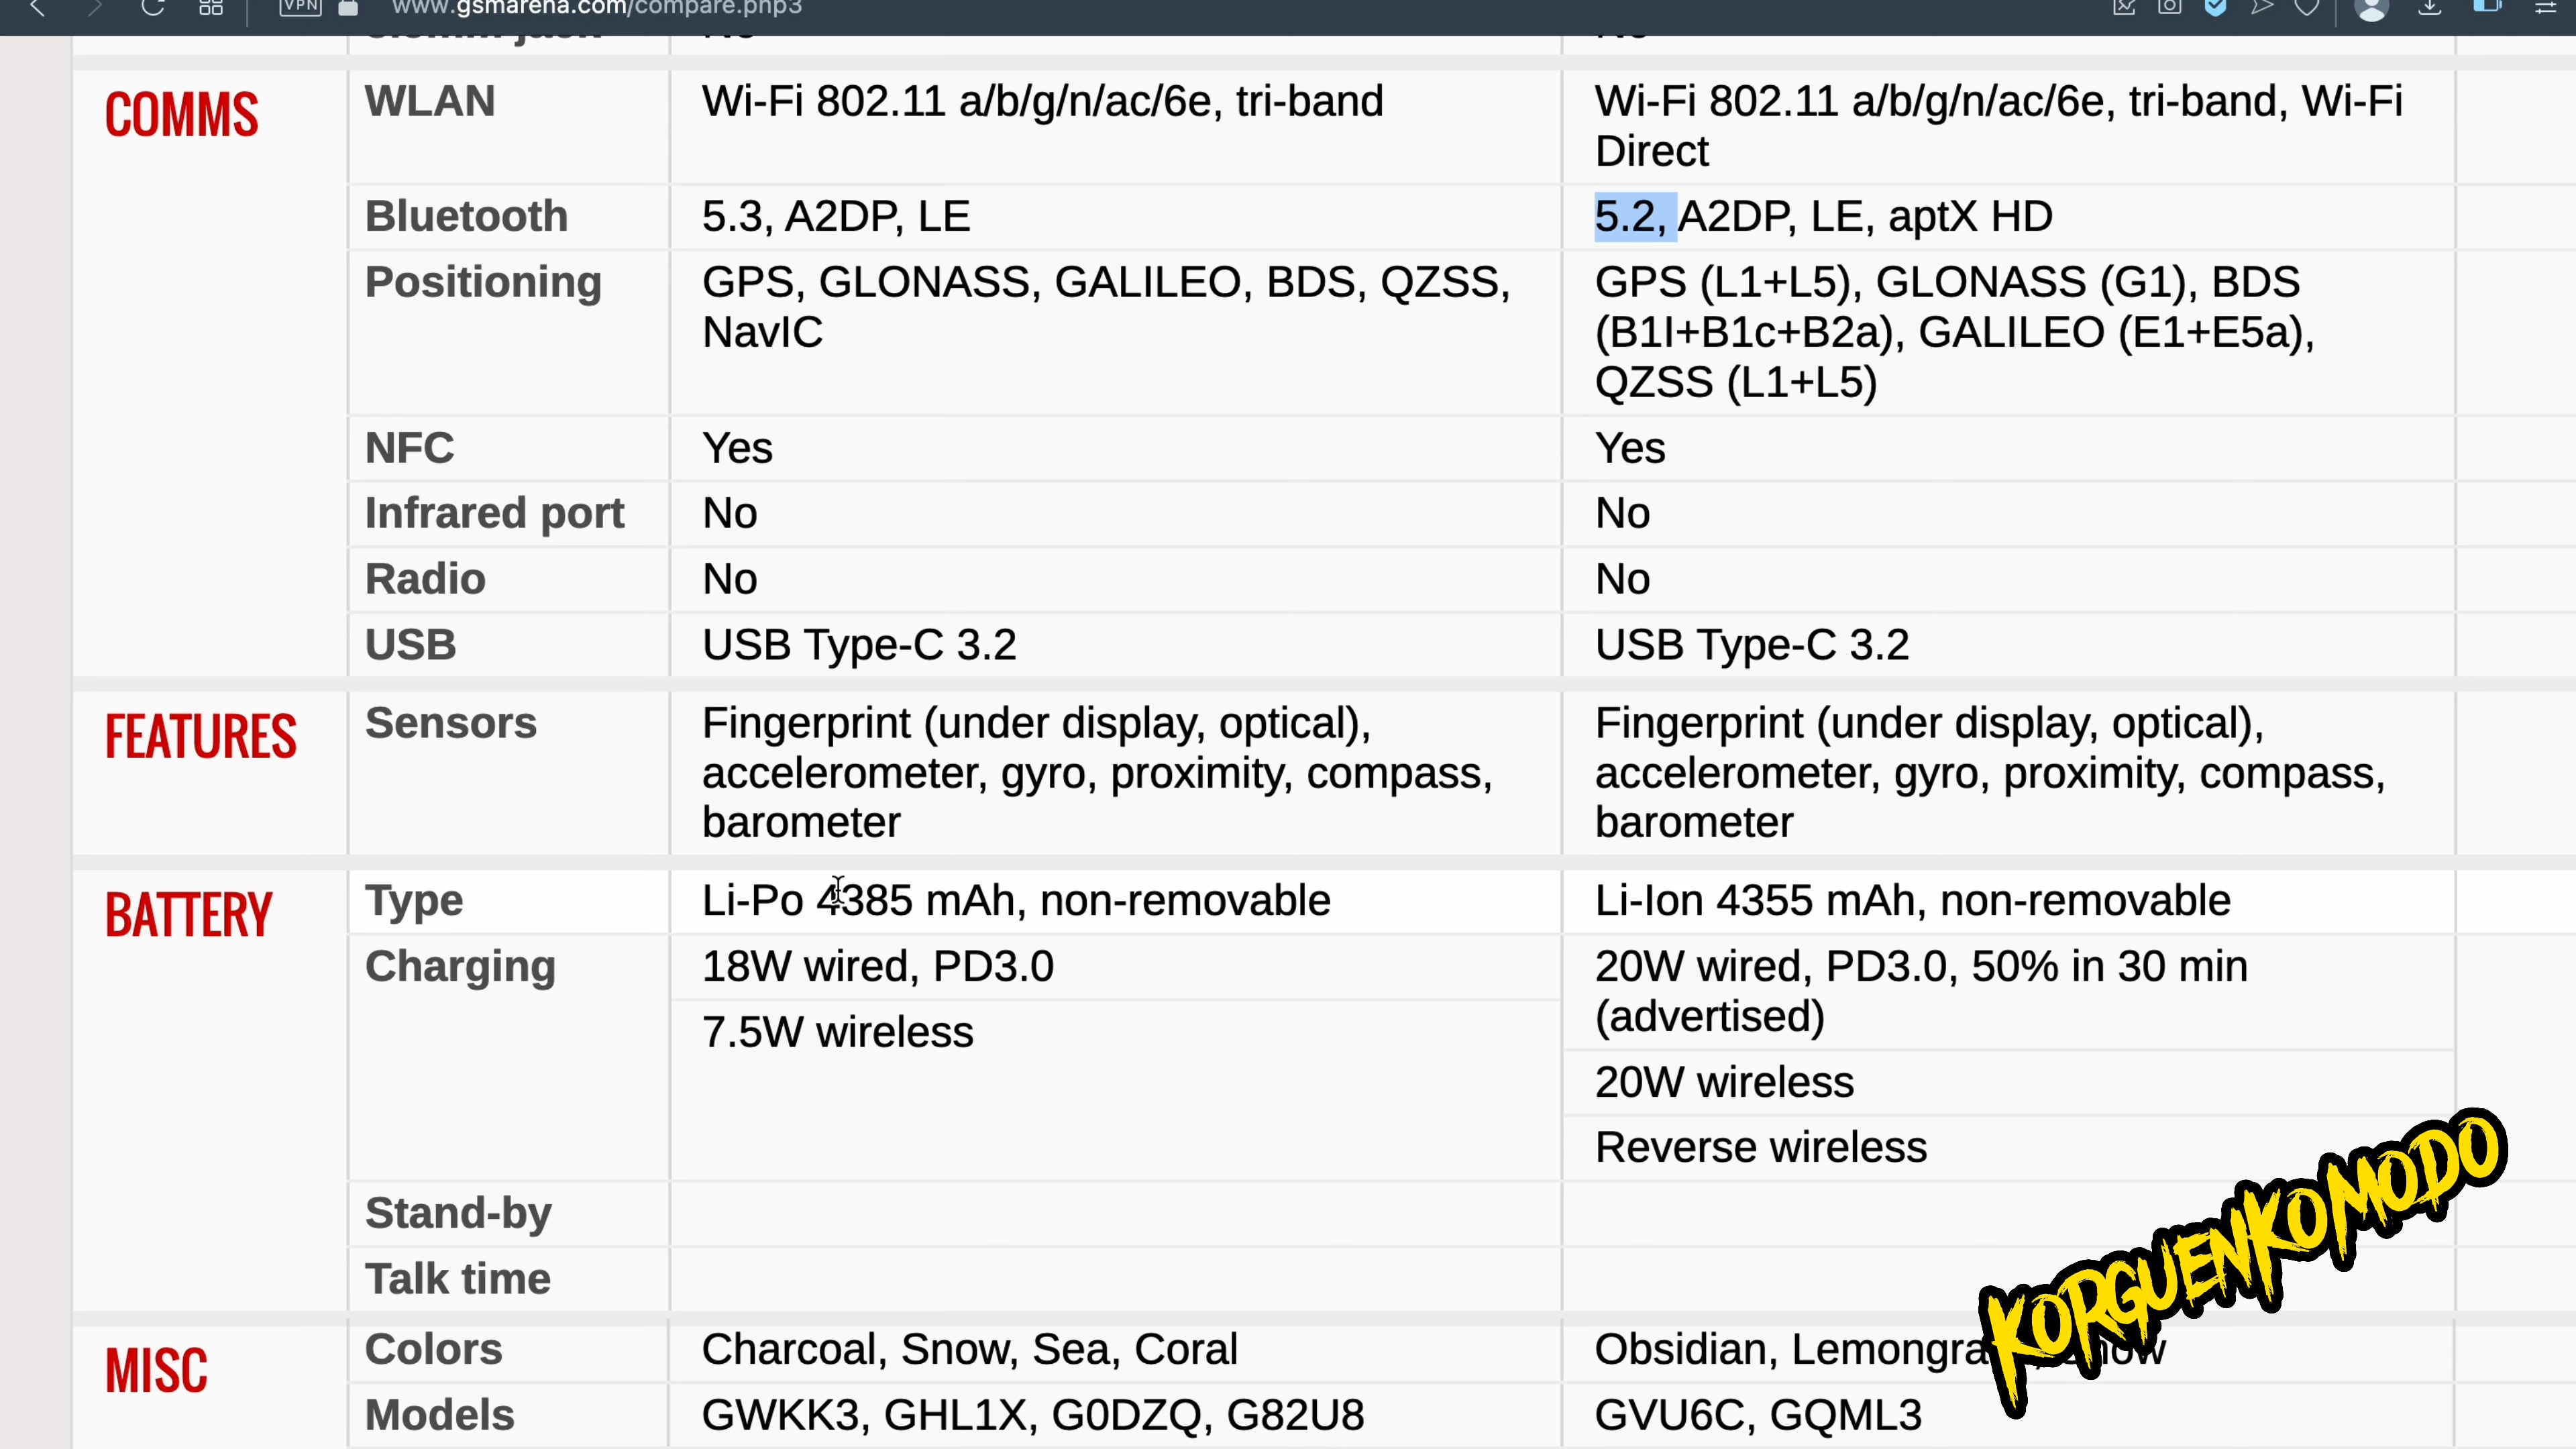 VPN www.gsmarena.com/compare.php3
COMMS WLAN Wi-Fi 802.11 a/b/g/n/ac/6e, tri-band Wi-Fi 802.11 a/b/g/n/ac/6e, tri-band, Wi-Fi
Direct
Bluetooth 5.3, A2DP, LE 5.2, A2DP, LE, aptX HD
Positioning GPS, GLONASS, GALILEO, BDS, QZSS, GPS (L1+L5), GLONASS (G1), BDS
NavIC (B1I+B1c+B2a), GALILEO (E1+E5a),
QZSS (L1+L5)
NFC Yes Yes
Infrared port No No
Radio No No
USB USB Type-C 3.2 USB Type-C 3.2
FEATURES Sensors Fingerprint (under display, optical), Fingerprint (under display, optical),
accelerometer, gyro, proximity, compass, accelerometer, gyro, proximity, compass,
barometer barometer
BATTERY Type Li-Po 4385 mAh, non-removable Li-Ion 4355 mAh, non-removable
Charging 18W wired, PD3.0 20W wired, PD3.0, 50% in 30 min
(advertised)
7.5W wireless
20W wireless
Reverse wireless
Stand-by
Talk time
KORGUENKOMODO
MISC Colors Charcoal, Snow, Sea, Coral Obsidian,
Models GWKK3, GHL1X, G0DZQ, G82U8 GVU6C, GQML3